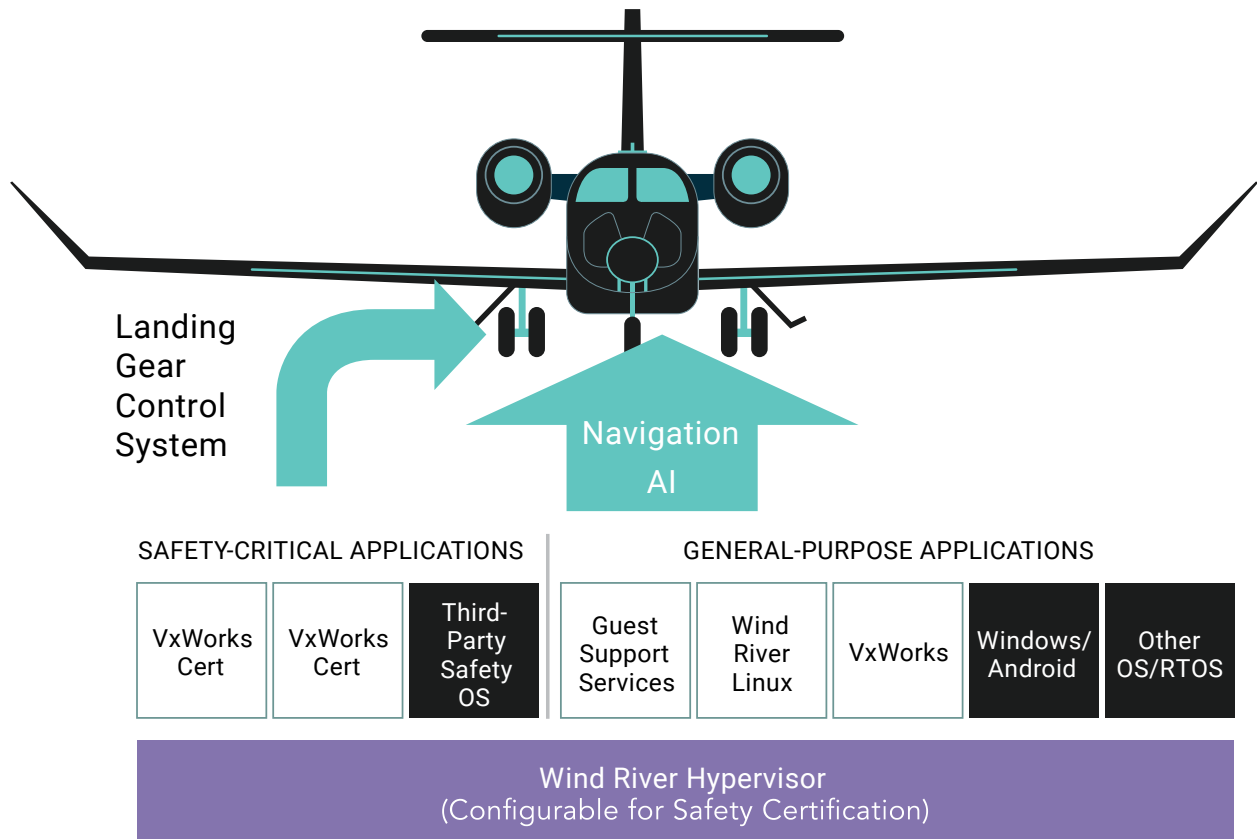 Landing
Gear
Control
System
Navigation
AI
SAFETY-CRITICAL APPLICATIONS
GENERAL-PURPOSE APPLICATIONS
VxWorks
Cert
VxWorks
Cert
Third-
Party
Safety
OS
Guest
Support
Services
Wind
River
Linux
VxWorks
Windows/
Android
Other
OS/RTOS
Wind River Hypervisor
(Configurable for Safety Certification)